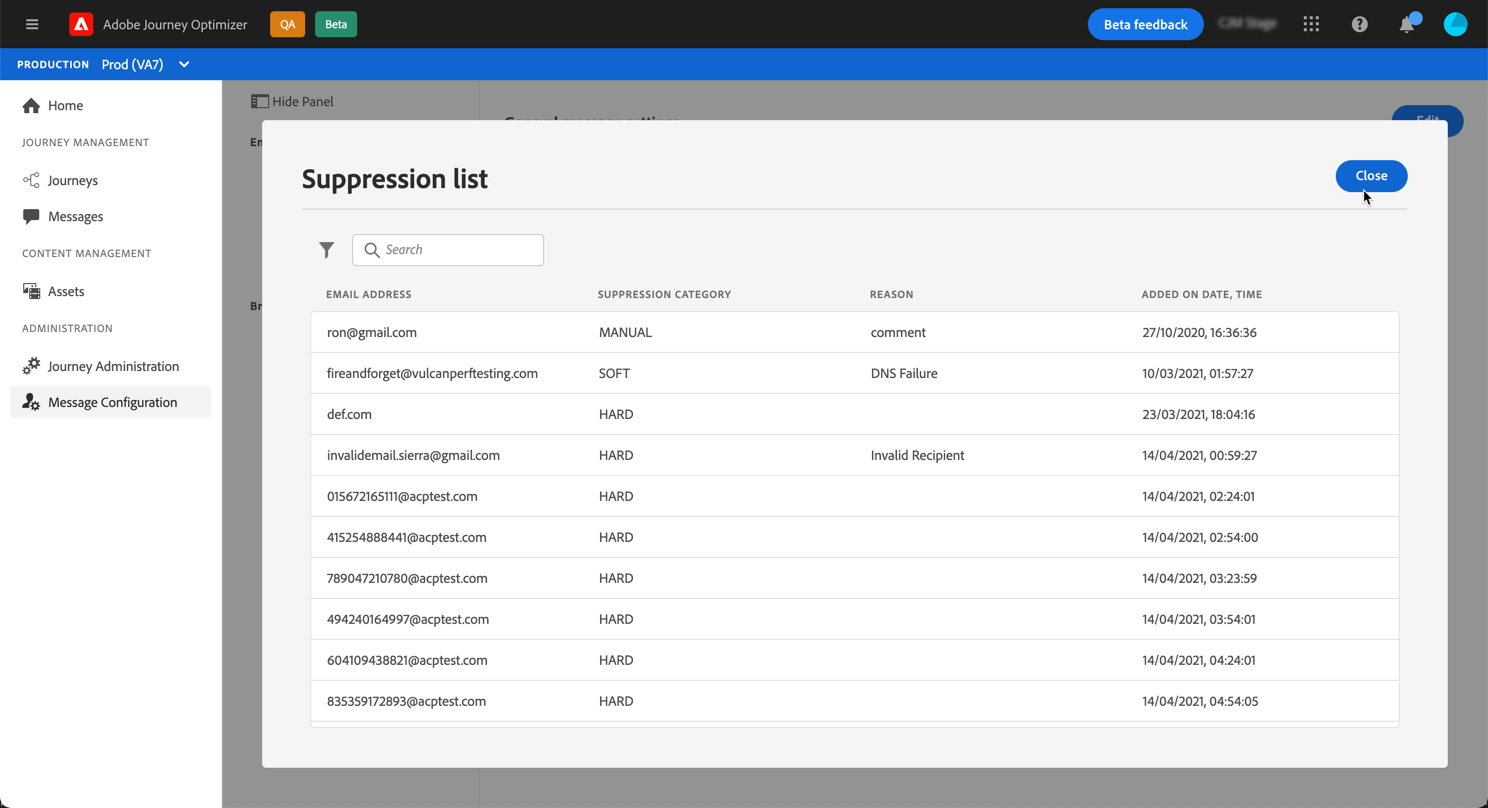 Adobe Journey Optimizer QA Beta Beta feedback
PRODUCTION Prod (VA7)
Home
JOURNEY MANAGEMENT
Journeys
Messages
CONTENT MANAGEMENT
Assets
ADMINISTRATION
Journey Administration
Message Configuration
Hide Panel
Suppression list
Close
Search
EMAIL ADDRESS SUPPRESSION CATEGORY REASON ADDED ON DATE, TIME
ron@gmail.com MANUAL comment 27/10/2020, 16:36:36
fireandforget@vulcanperftesting.com SOFT DNS Failure 10/03/2021, 01:57:27
def.com HARD 23/03/2021, 18:04:16
invalidemail.sierra@gmail.com HARD Invalid Recipient 14/04/2021, 00:59:27
015672165111@acptest.com HARD 14/04/2021, 02:24:01
415254888441@acptest.com HARD 14/04/2021, 02:54:00
789047210780@acptest.com HARD 14/04/2021, 03:23:59
494240164997@acptest.com HARD 14/04/2021, 03:54:01
604109438821@acptest.com HARD 14/04/2021, 04:24:01
835359172893@acptest.com HARD 14/04/2021, 04:54:05